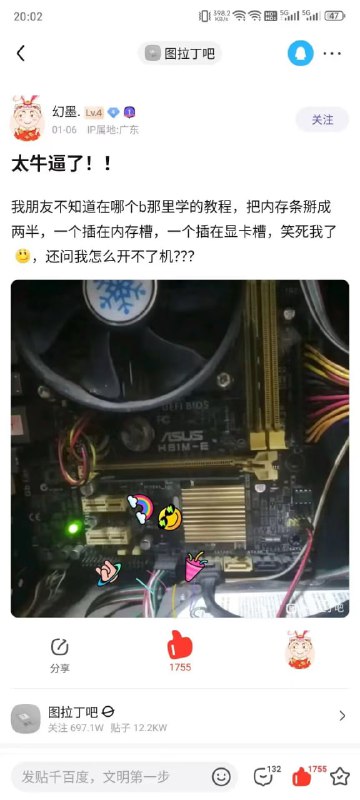 20:02
398.2
KB/s
5G
5G
47
图拉丁吧
幻墨.
Lv.4
01-06 IP属地:广东
关注
太牛逼了！！
我朋友不知道在哪个b那里学的教程，把内存条掰成
两半，一个插在内存槽，一个插在显卡槽，笑死我了
，还问我怎么开不了机???
UEFI BIOS
ASUS
H81M-E
分享
1755
图拉丁吧
关注 697.1W 贴子 12.2KW
发贴千百度，文明第一步
132
1755